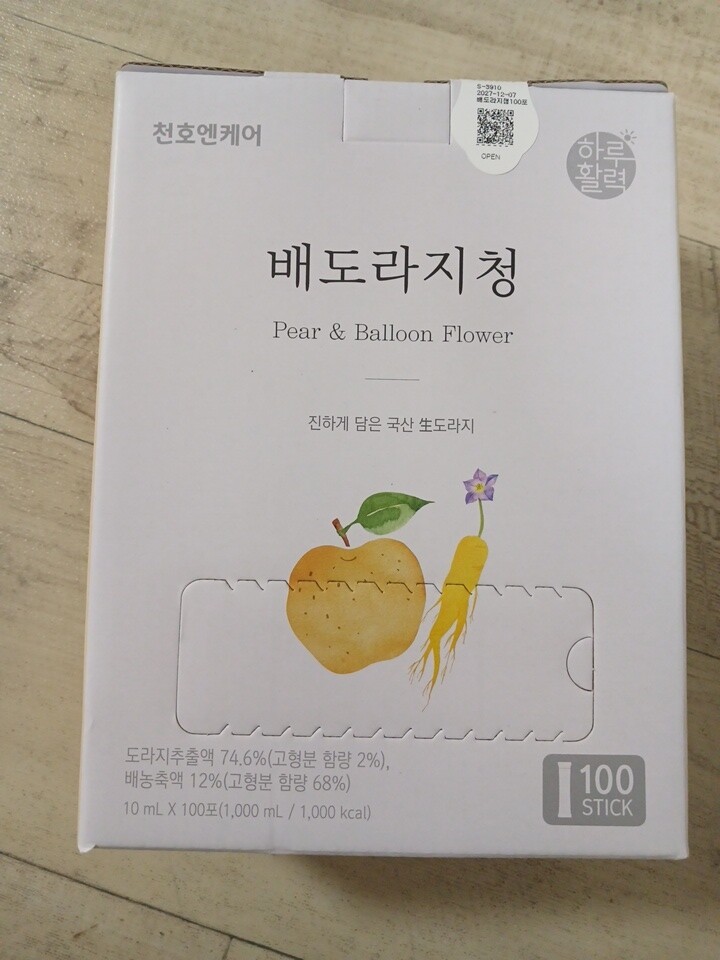 S-3910
2027-12-07
배도라지청100포
OPEN
천호엔케어
하루
활력
배도라지청
Pear & Balloon Flower
진하게 담은 국산 生도라지
도라지추출액 74.6%(고형분 함량 2%),
배농축액 12%(고형분 함량 68%)
10 mL X 100포(1,000 mL / 1,000 kcal)
100
STICK